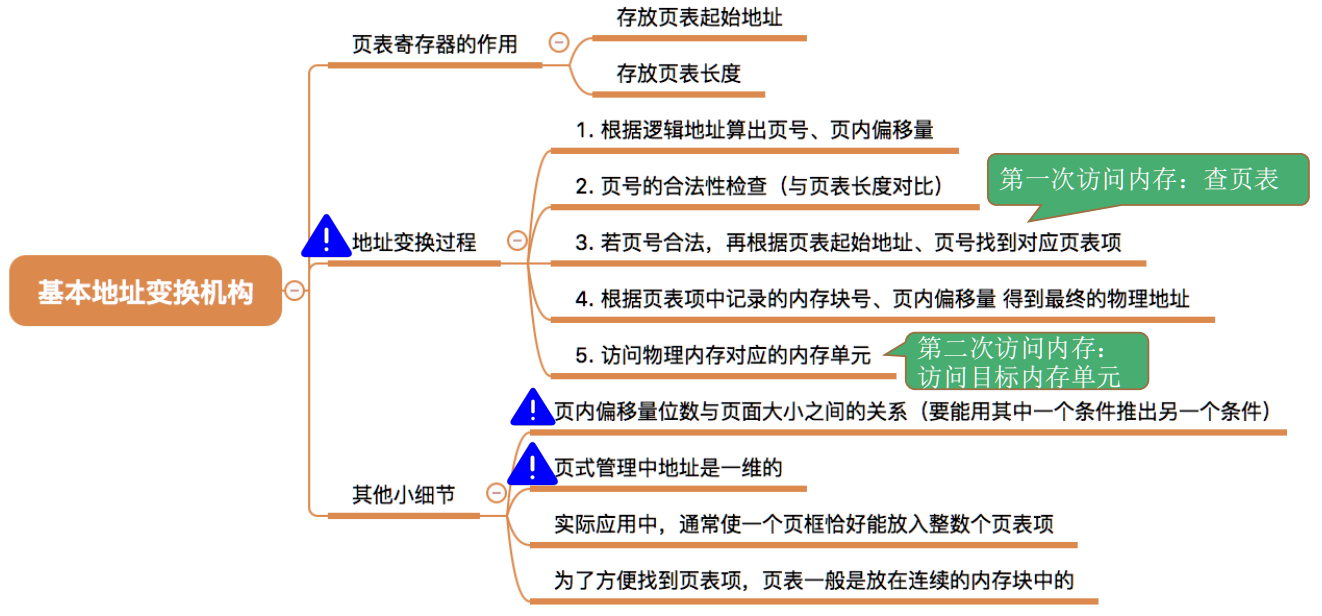 基本地址变换机构
页表寄存器的作用
存放页表起始地址
存放页表长度
地址变换过程
1. 根据逻辑地址算出页号、页内偏移量
2. 页号的合法性检查（与页表长度对比）
第一次访问内存：查页表
3. 若页号合法，再根据页表起始地址、页号找到对应页表项
4. 根据页表项中记录的内存块号、页内偏移量 得到最终的物理地址
5. 访问物理内存对应的内存单元
第二次访问内存：
访问目标内存单元
其他小细节
页内偏移量位数与页面大小之间的关系（要能用其中一个条件推出另一个条件）
页式管理中地址是一维的
实际应用中，通常使一个页框恰好能放入整数个页表项
为了方便找到页表项，页表一般是放在连续的内存块中的